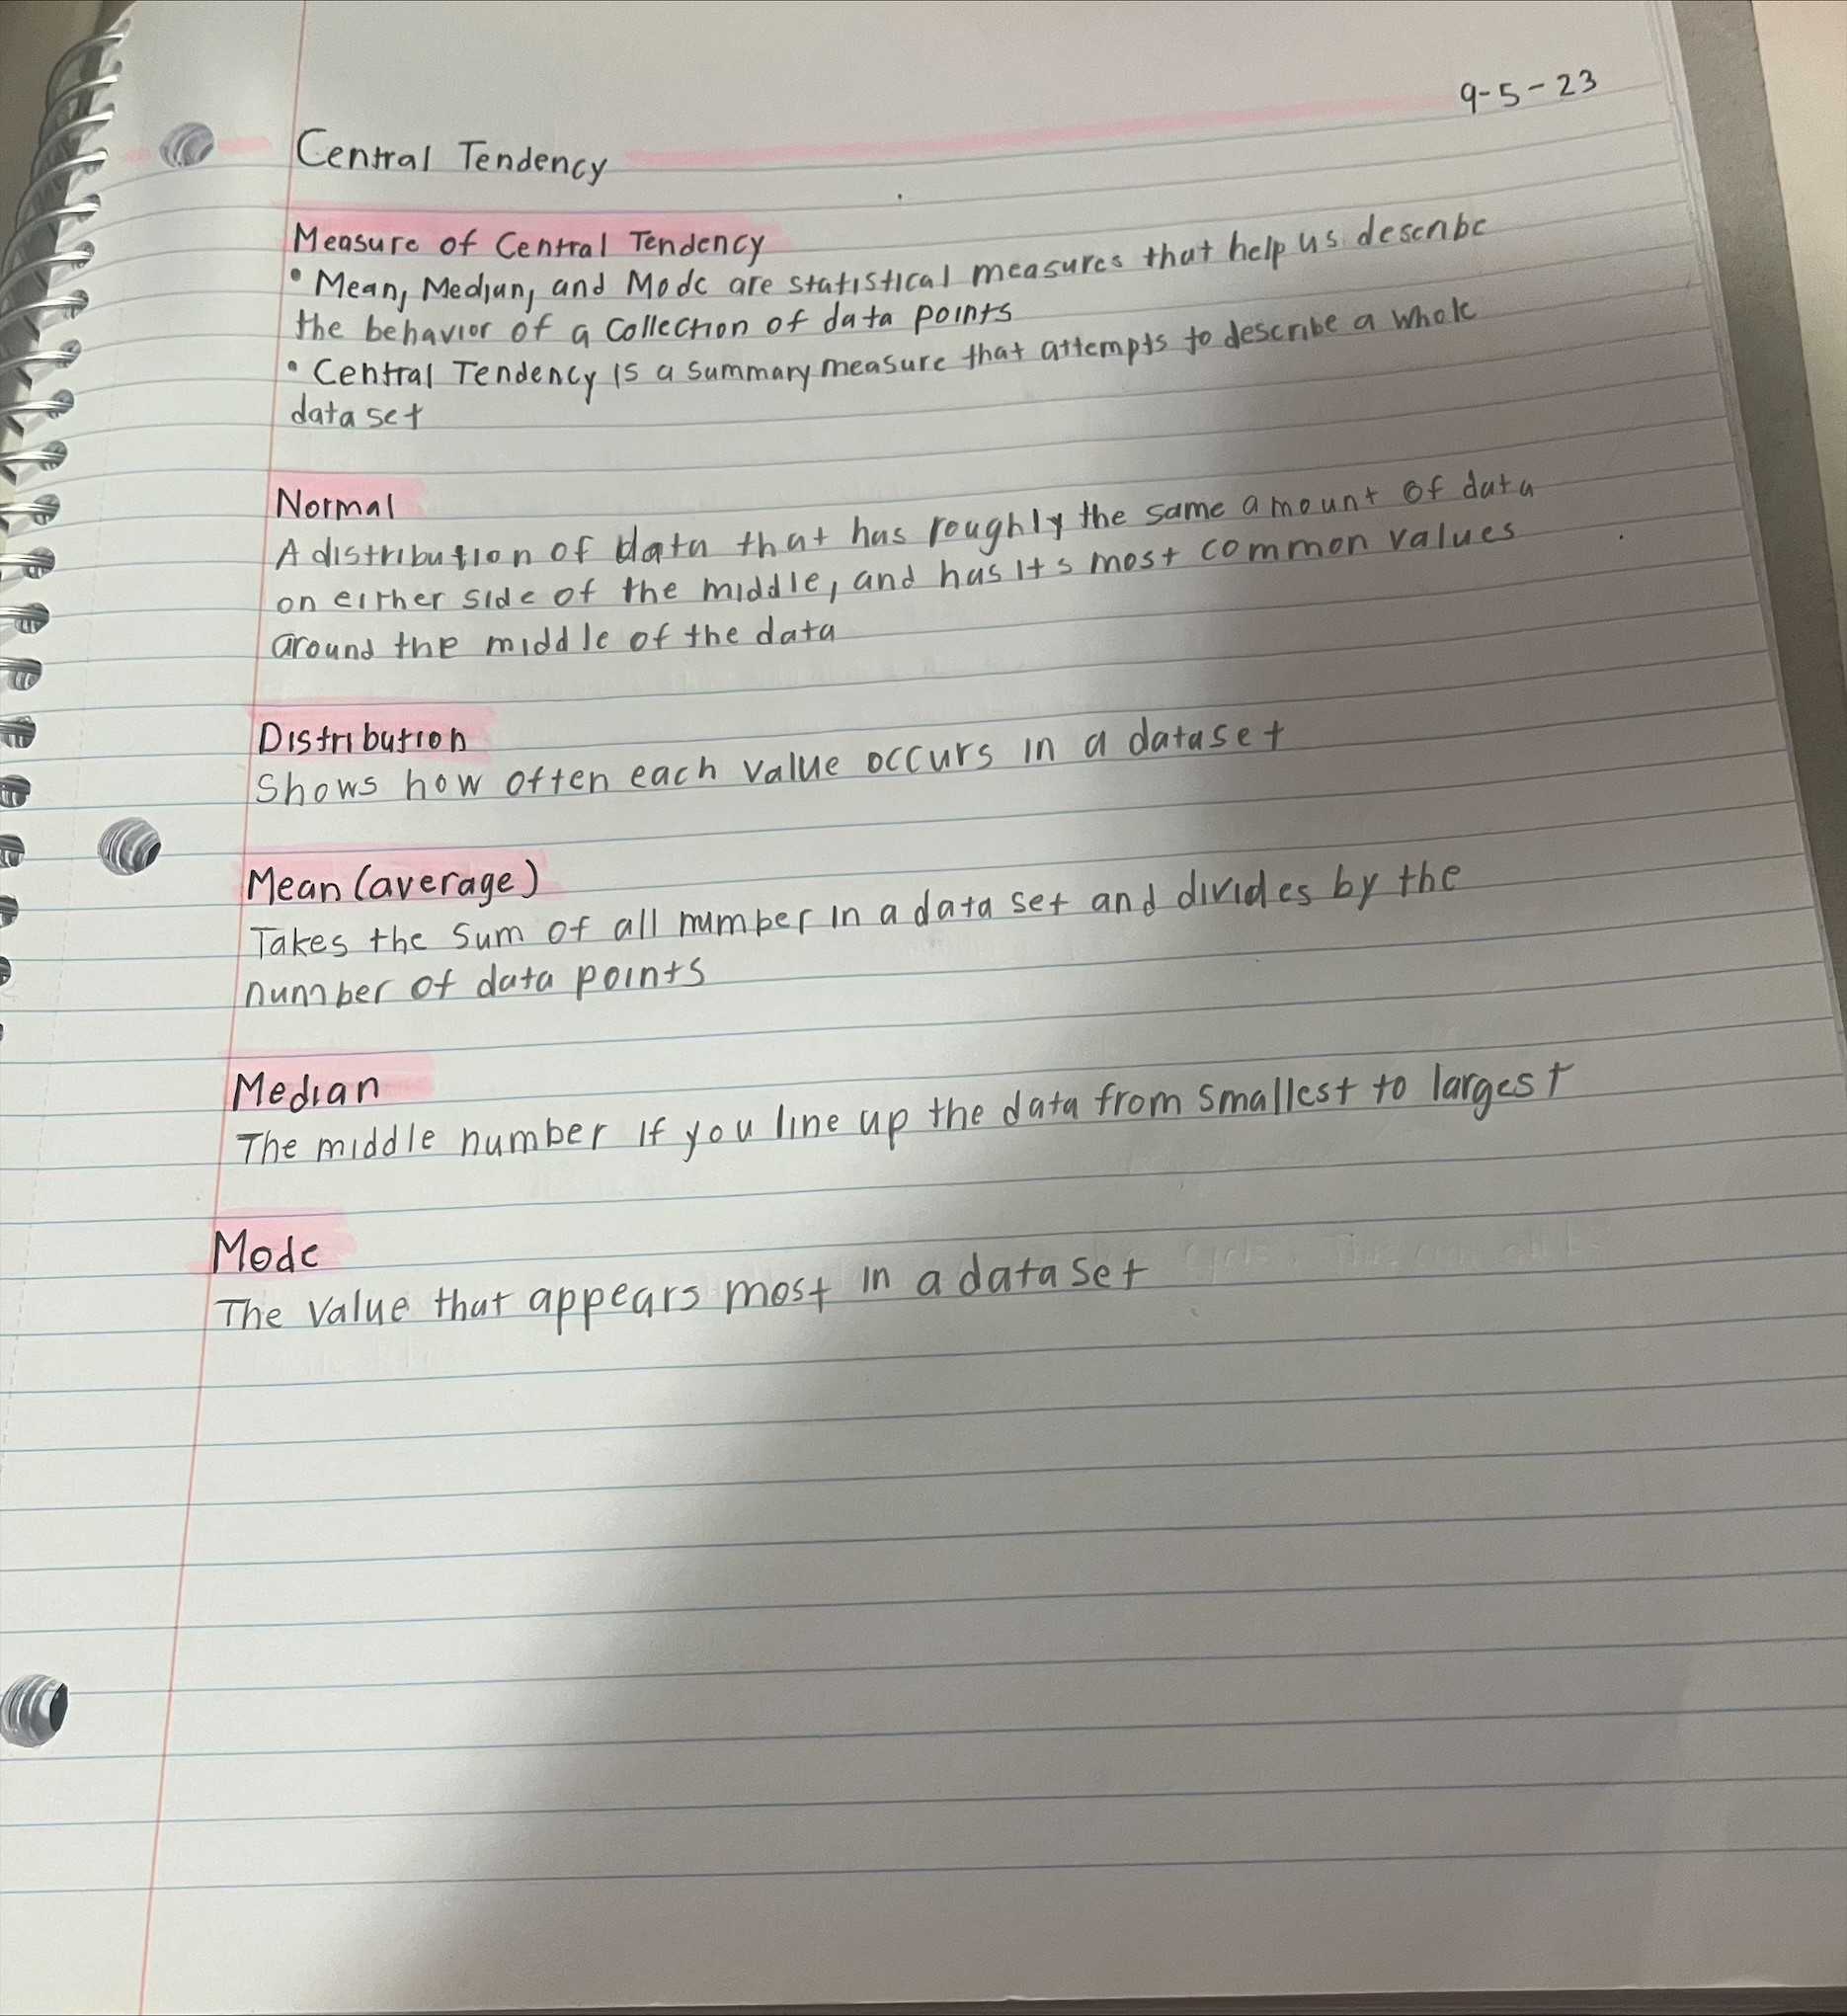 9-5-23
Central Tendency
Measure of Central Tendency
• Mean, Median, and Mode are statistical measures that help us describe
the behavior of a collection of data points
• Central Tendency is a summary measure that attempts to describe a whole
data set
Normal
A distribution of data that has roughly the same amount of data
on either side of the middle, and has its most common values
around the middle of the data
Distribution
Shows how often each value occurs in a dataset
Mean (average)
Takes the sum of all number in a data set and divides by the
number of data points
Median
The middle number if you line up the data from smallest to largest
Mode
The value that appears most in a data set